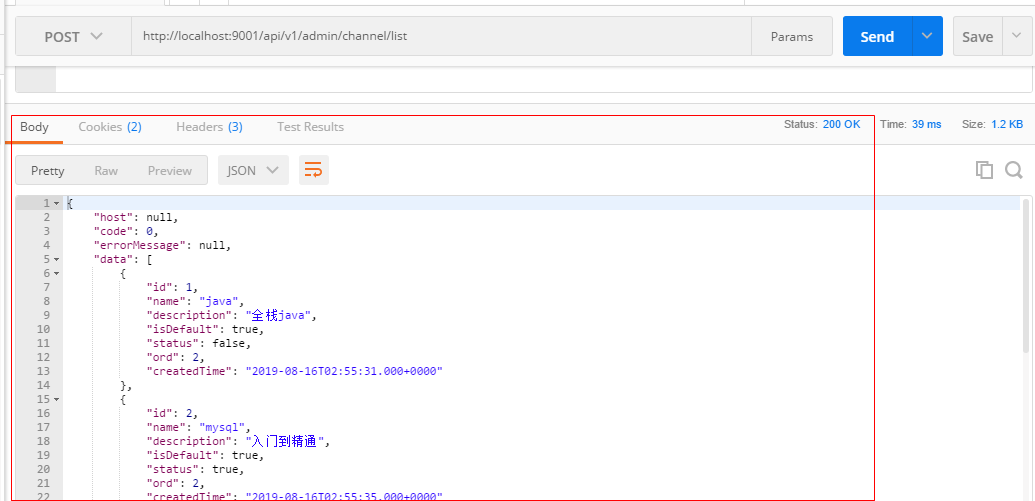 POST http://localhost:9001/api/v1/admin/channel/list Params Send Save
Body Cookies (2) Headers (3) Test Results Status: 200 OK Time: 39 ms Size: 1.2 KB
Pretty Raw Preview JSON
1 {
2 "host": null,
3 "code": 0,
4 "errorMessage": null,
5 "data": [
6 {
7 "id": 1,
8 "name": "java",
9 "description": "全栈java",
10 "isDefault": true,
11 "status": false,
12 "ord": 2,
13 "createdTime": "2019-08-16T02:55:31.000+0000"
14 },
15 {
16 "id": 2,
17 "name": "mysql",
18 "description": "入门到精通",
19 "isDefault": true,
20 "status": true,
21 "ord": 2,
22 "createdTime": "2019-08-16T02:55:35.000+0000"